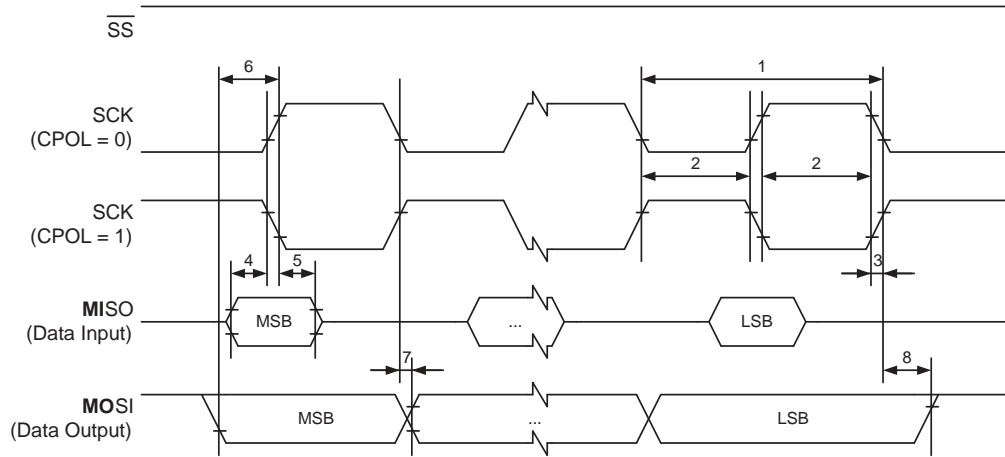 SS
6
1
SCK
(CPOL = 0)
2
2
SCK
(CPOL = 1)
4
5
3
MISO
(Data Input)
MSB
...
LSB
7
8
MOSI
(Data Output)
MSB
...
LSB